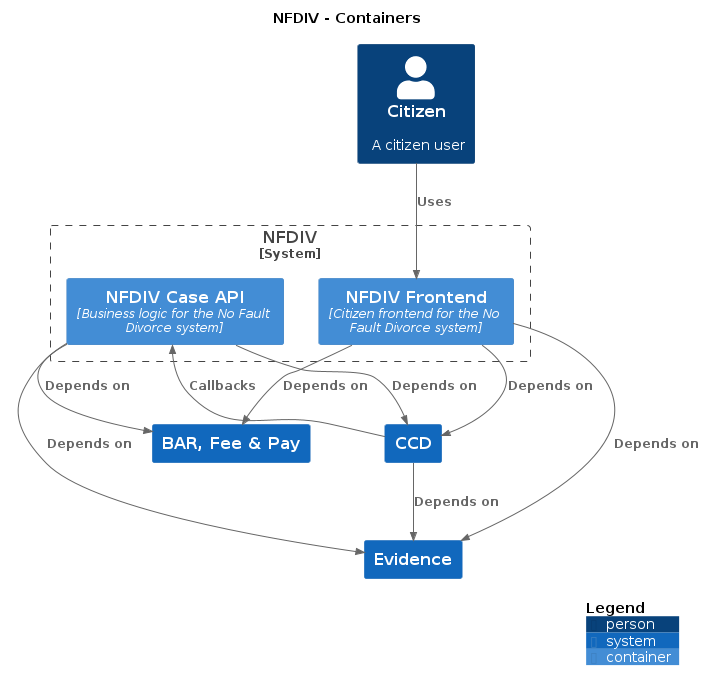 NFDIV - Containers
Citizen
A citizen user
Uses
NFDIV
[System]
NFDIV Case API
[Business logic for the No Fault
Divorce system]
NFDIV Frontend
[Citizen frontend for the No
Fault Divorce system]
Depends on
Callbacks
Depends on
Depends on
Depends on
BAR, Fee & Pay
CCD
Depends on
Depends on
Depends on
Evidence
Legend
person
system
container